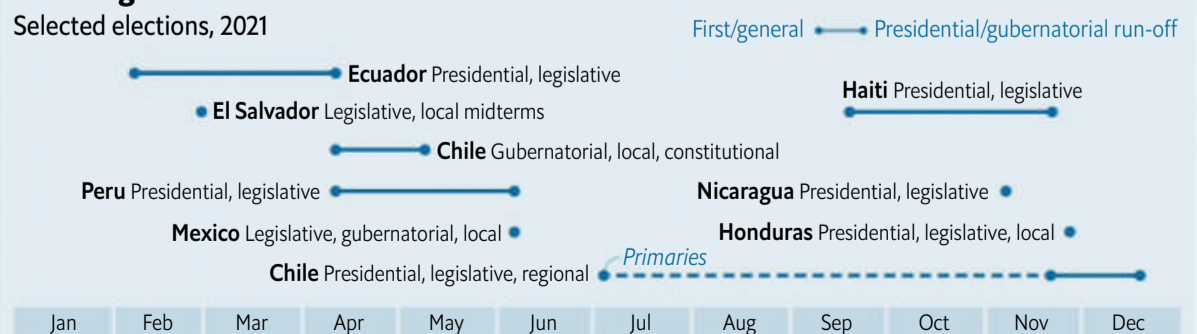 Selected elections, 2021
First/general
Presidential/gubernatorial run-off
Ecuador Presidential, legislative
Haiti Presidential, legislative
El Salvador Legislative, local midterms
Chile Gubernatorial, local, constitutional
Peru Presidential, legislative
Nicaragua Presidential, legislative
Mexico Legislative, gubernatorial, local
Honduras Presidential, legislative, local
Primaries
Chile Presidential, legislative, regional
Jan Feb Mar Apr May Jun Jul Aug Sep Oct Nov Dec